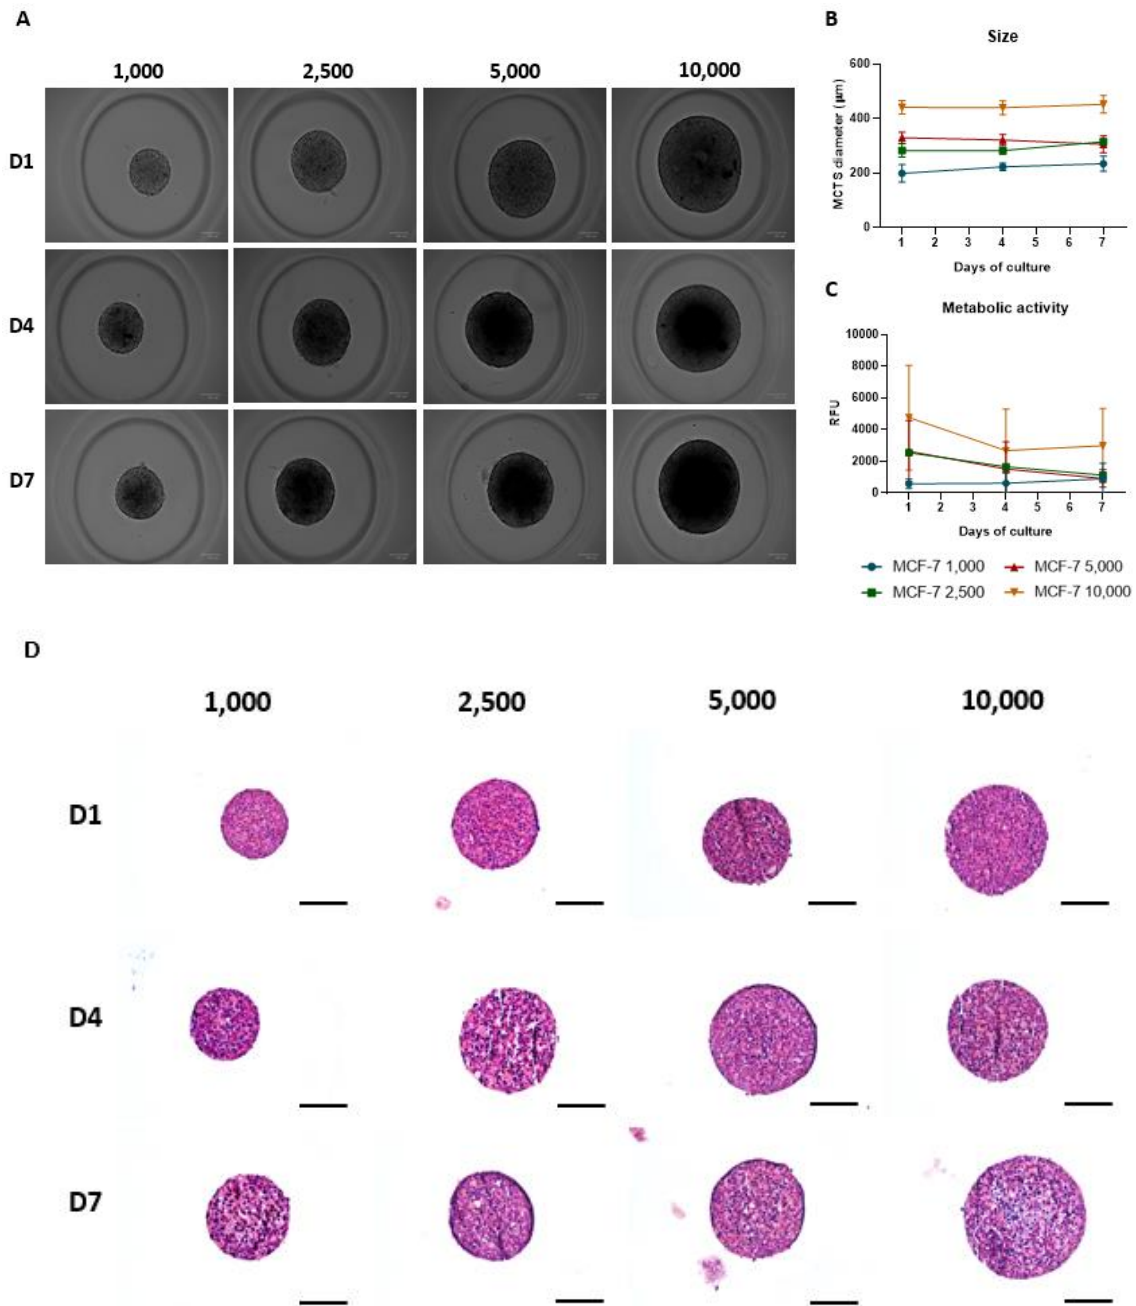 A
1,000 2,500 5,000 10,000
D1
D4
D7
B
Size
600
400
200
0
MCTS diameter (µm)
1 2 3 4 5 6 7
Days of culture
C
Metabolic activity
10000
8000
6000
4000
2000
0
RFU
1 2 3 4 5 6 7
Days of culture
MCF-7 1,000 MCF-7 5,000
MCF-7 2,500 MCF-7 10,000
D
1,000 2,500 5,000 10,000
D1
D4
D7